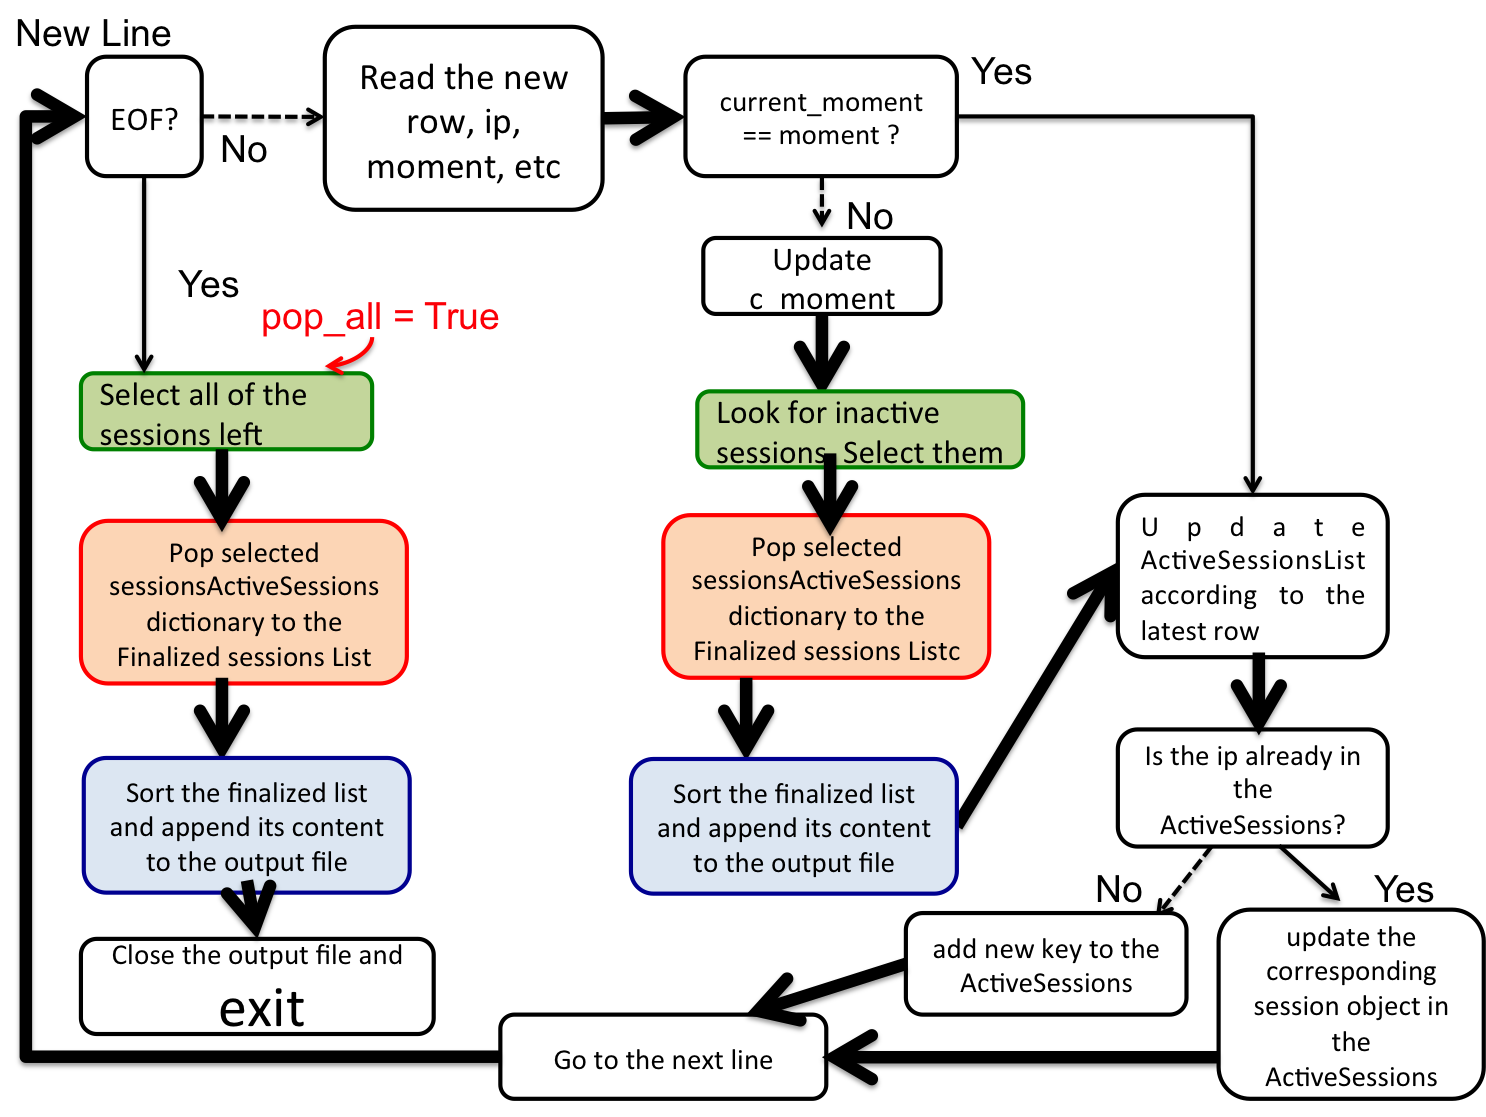 New Line
EOF?
No
Read the new
row, ip,
moment, etc
current_moment
== moment ?
Yes
No
Update
c_moment
Yes
pop_all = True
Select all of the
sessions left
Look for inactive
sessions. Select them
Pop selected
sessionsActiveSessions
dictionary to the
Finalized sessions List
Pop selected
sessionsActiveSessions
dictionary to the
Finalized sessions Listc
Update
ActiveSessionsList
according to the
latest row
Sort the finalized list
and append its content
to the output file
Sort the finalized list
and append its content
to the output file
Is the ip already in
the
ActiveSessions?
No
Yes
Close the output file and
exit
add new key to the
ActiveSessions
update the
corresponding
session object in
the
ActiveSessions
Go to the next line